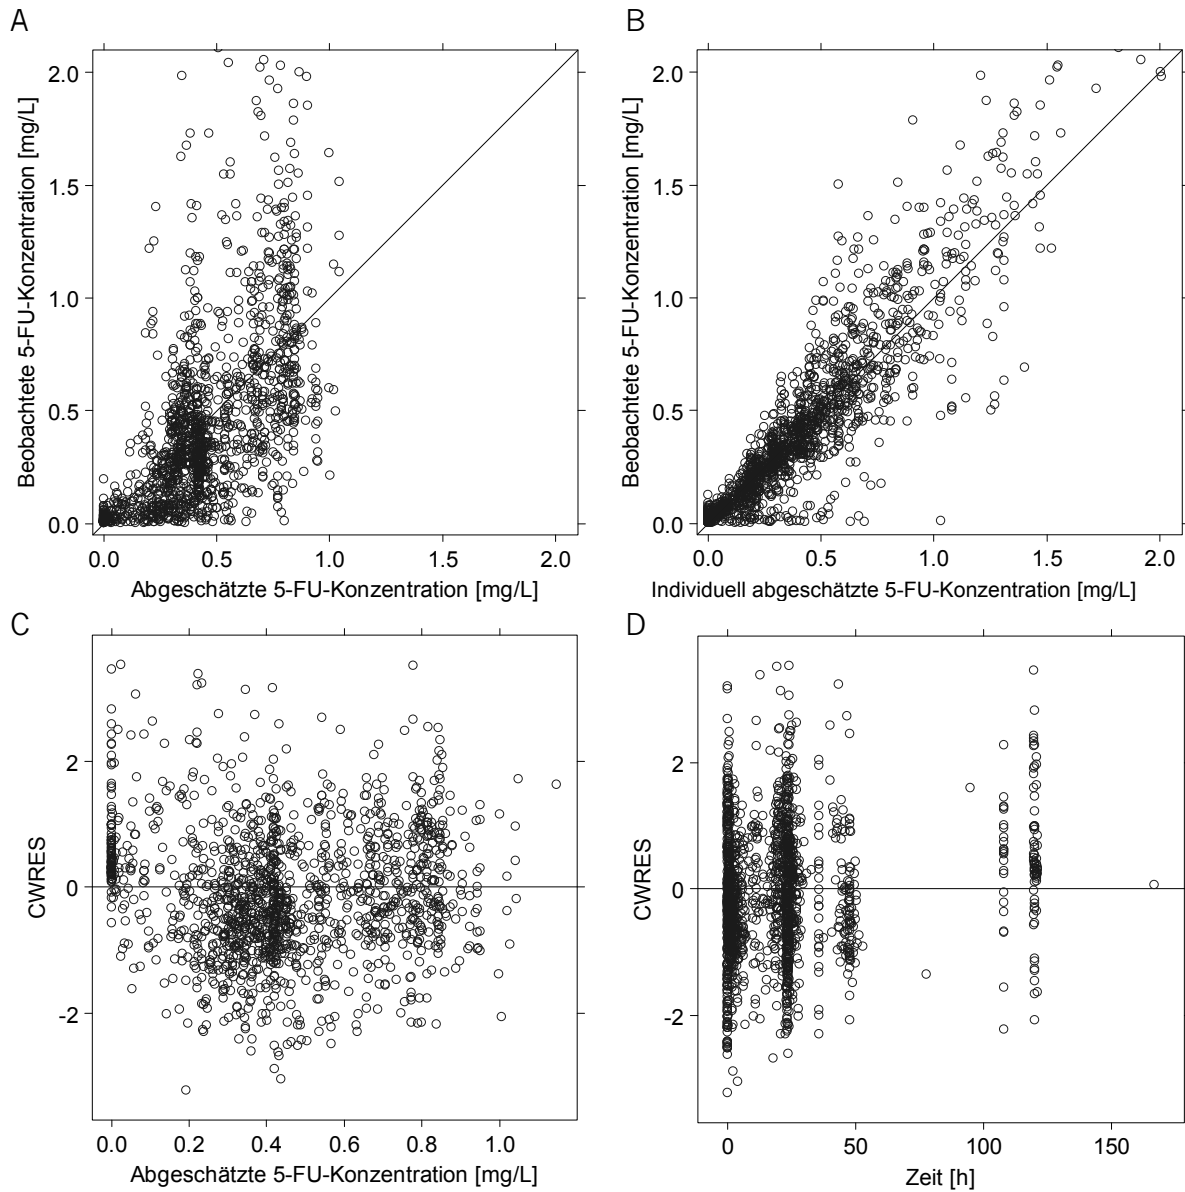 A
B
Beobachtete 5-FU-Konzentration [mg/L]
2.0
1.5
1.0
0.5
0.0
0.0 0.5 1.0 1.5 2.0
Abgeschätzte 5-FU-Konzentration [mg/L]
Beobachtete 5-FU-Konzentration [mg/L]
2.0
1.5
1.0
0.5
0.0
0.0 0.5 1.0 1.5 2.0
Individuell abgeschätzte 5-FU-Konzentration [mg/L]
C
D
CWRES
2
0
-2
0.0 0.2 0.4 0.6 0.8 1.0
Abgeschätzte 5-FU-Konzentration [mg/L]
CWRES
2
0
-2
0 50 100 150
Zeit [h]